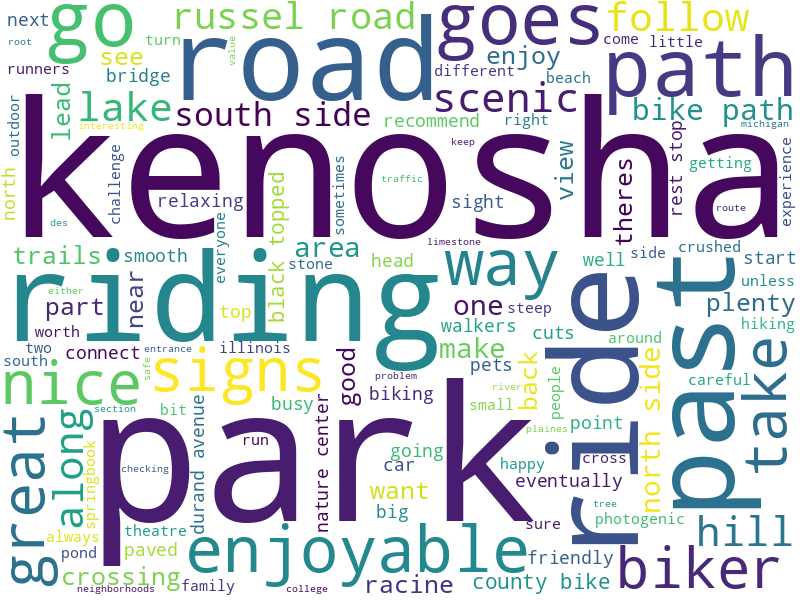 next
go
russel road
goes
follow
root
turn
value
see
bridge
runners
road
enjoy
come
little
different
beach
path
lead
lake
south side
scenic
bike path
outdoor
interesting
recommend
right
michigan
kenosha
north
challenge
relaxing
black topped
sometimes
keep
traffic
sight
view
theres
rest stop
getting
experience
route
des
limestone
trails
smooth
everyone
area
stone
head
way
well
side
crushed
start
riding
either
near
part
top
one
steep
ride
past
unless
plenty
hiking
worth
two
connect
illinois
walkers
cuts
around
south
entrance
safe
signs
good
make
pets
back
people
north side
careful
take
nice
problem
biking
small
river
great
along
section
bit
busy
point
park
springbook
durand avenue
run
nature center
going
plaines
cross
checking
car
happy
eventually
want
tree
always
theatre
big
sure
photogenic
pond
paved
enjoyable
friendly
hill
crossing
racine
county bike
biker
neighborhoods
family
college